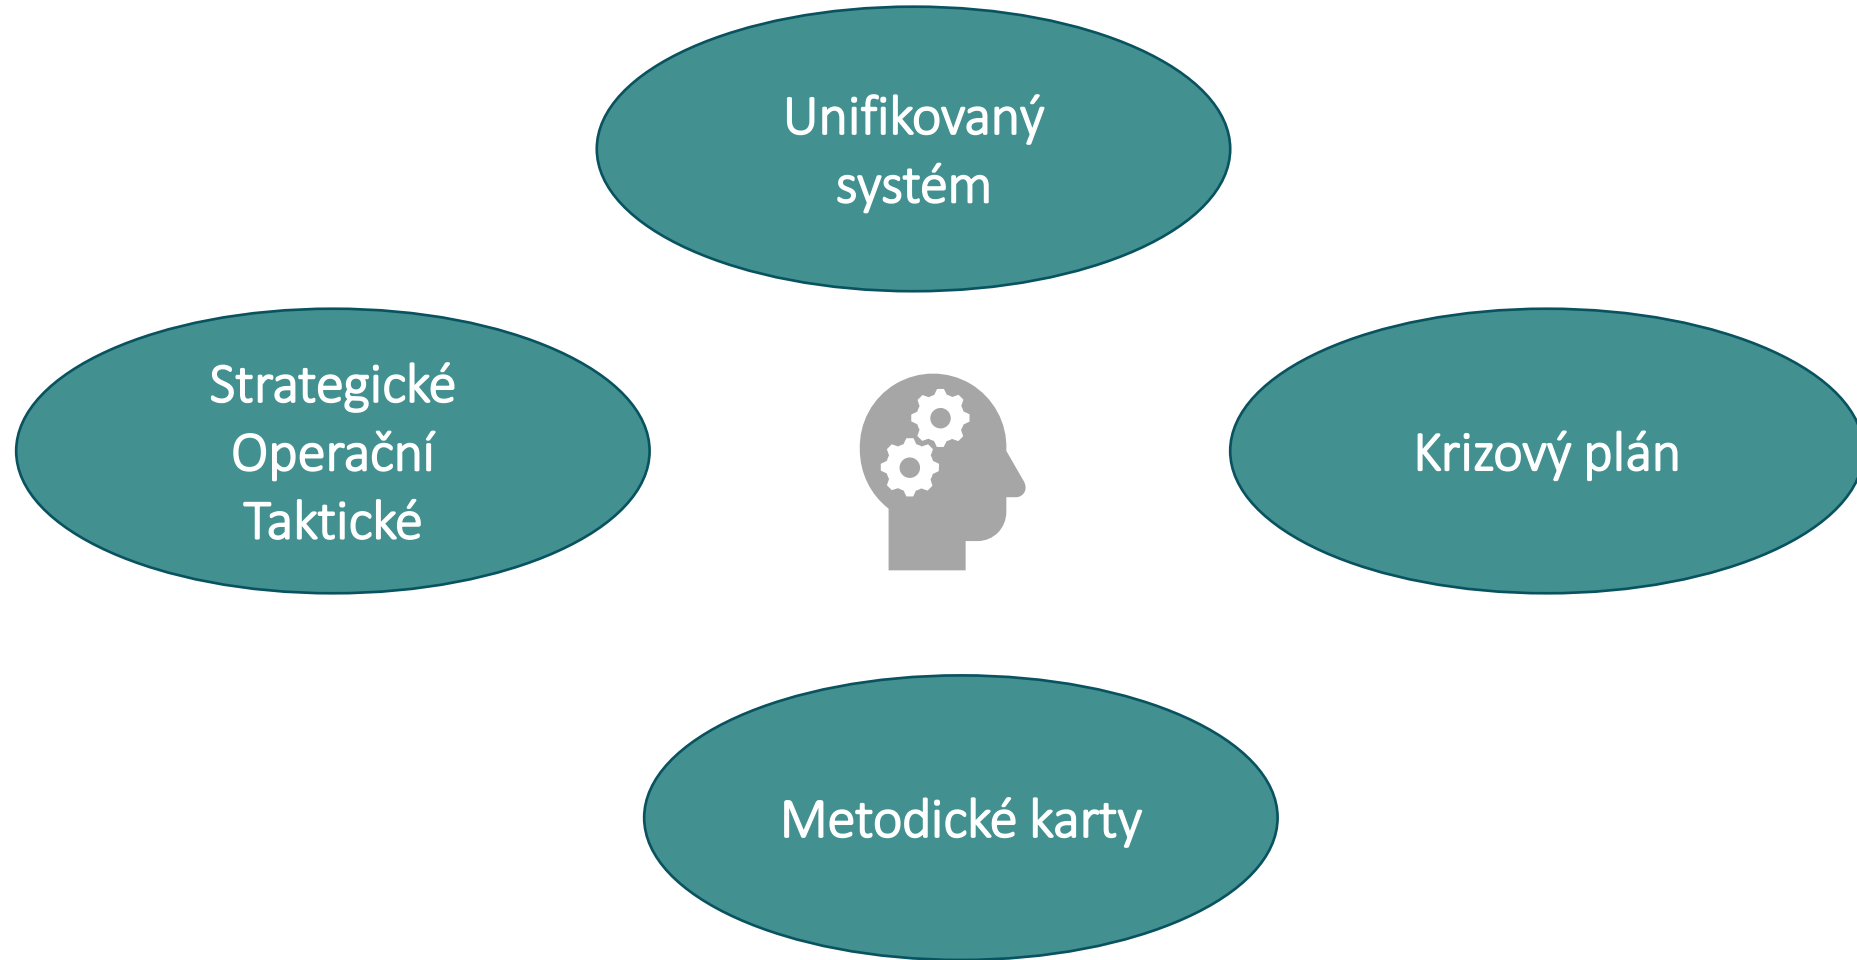 Unifikovaný
systém
Strategické
Operační
Taktické
Krizový plán
Metodické karty